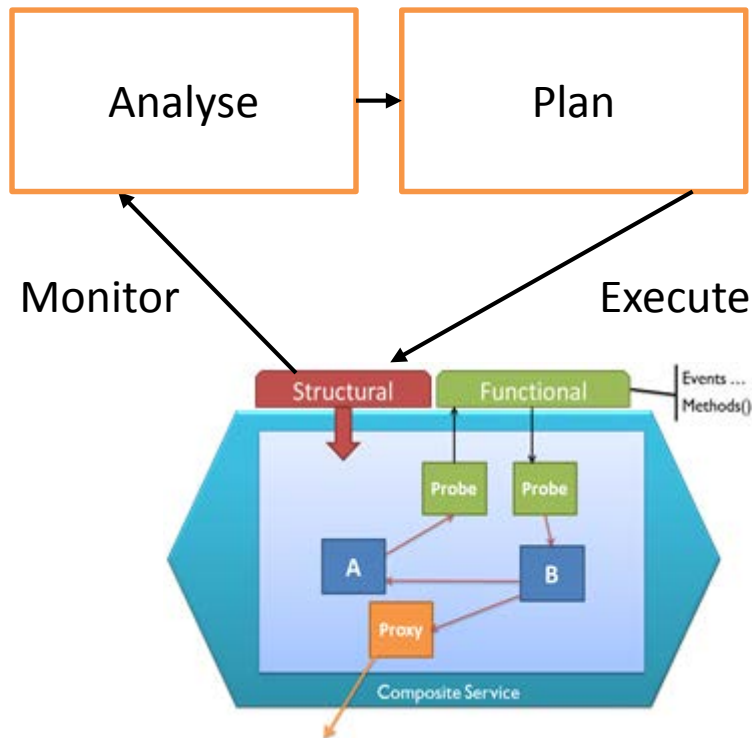 Analyse
Plan
Monitor
Execute
Structural
Functional
Events ...
Methods()
Probe
Probe
A
B
Proxy
Composite Service